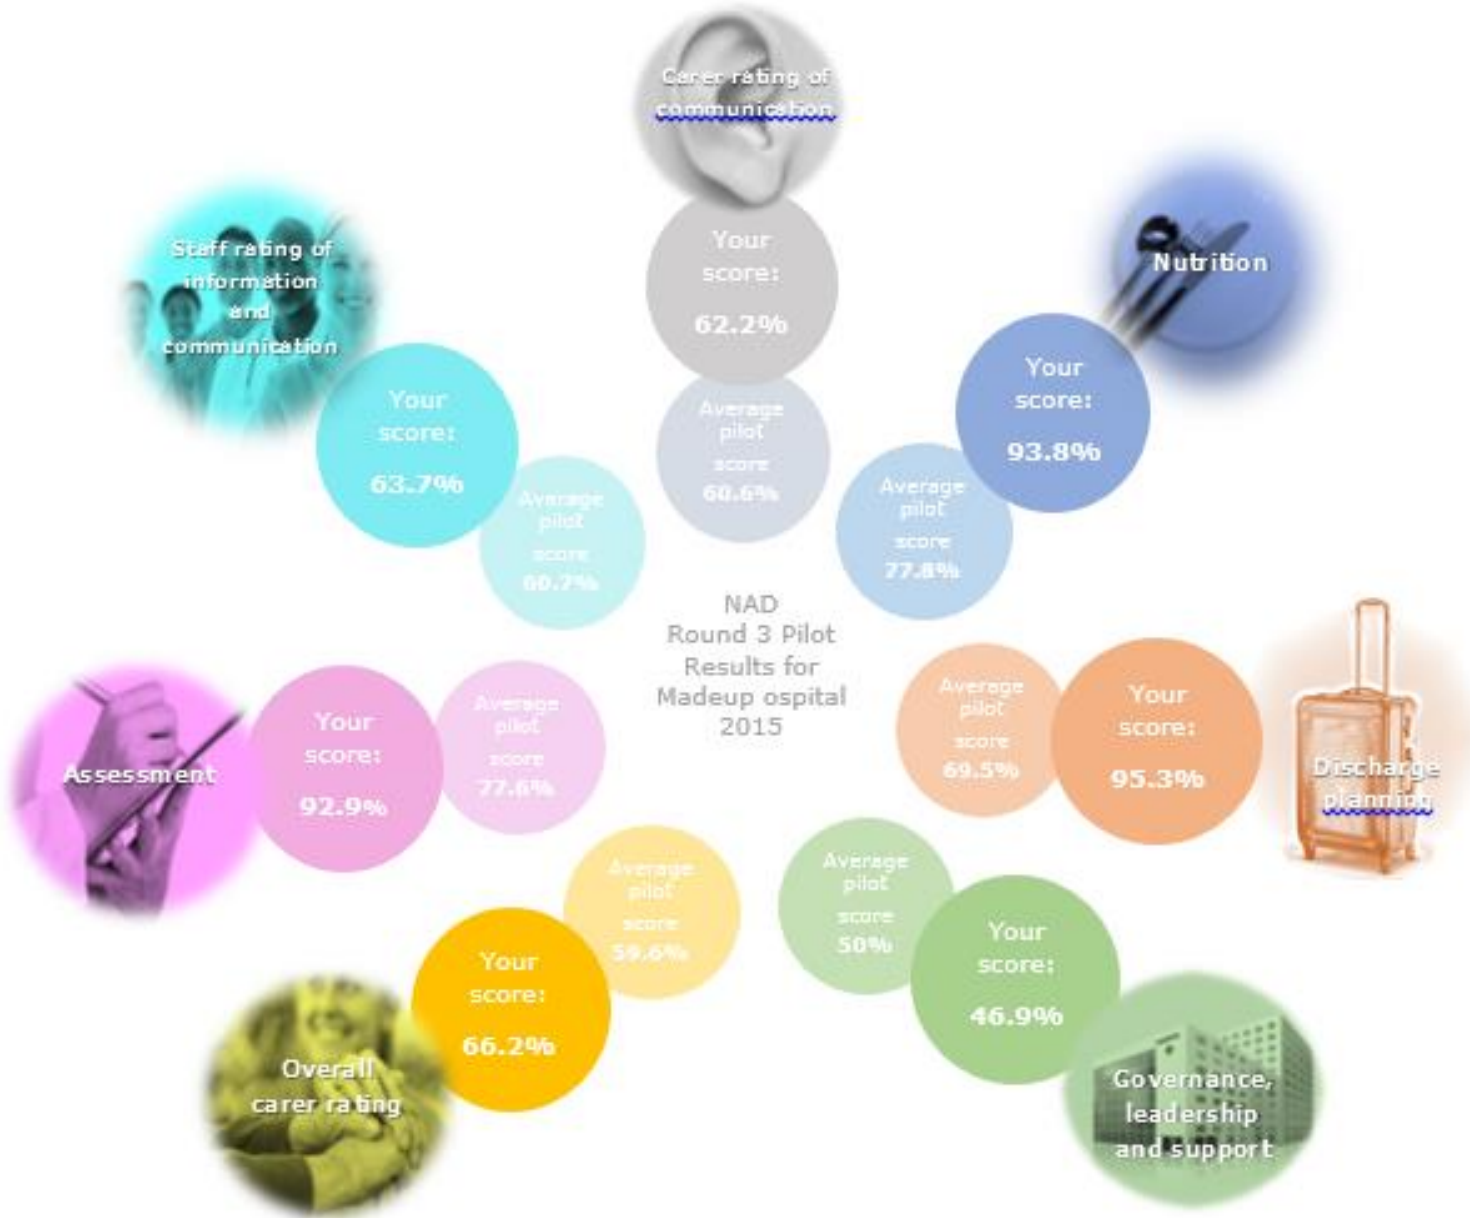 Carer rating of
communication
Your
score:
62.2%
Average
pilot
score
60.6%
Nutrition
Your
score:
93.8%
Average
pilot
score
77.8%
Discharge
planning
Your
score:
95.3%
Average
pilot
score
69.5%
Governance,
leadership
and support
Your
score:
46.9%
Average
pilot
score
50%
Overall
carer rating
Your
score:
66.2%
Average
pilot
score
59.6%
Assessment
Your
score:
92.9%
Average
pilot
score
77.6%
Staff rating of
information
and
communication
Your
score:
63.7%
Average
pilot
score
60.7%
NAD
Round 3 Pilot
Results for
Madeup ospital
2015